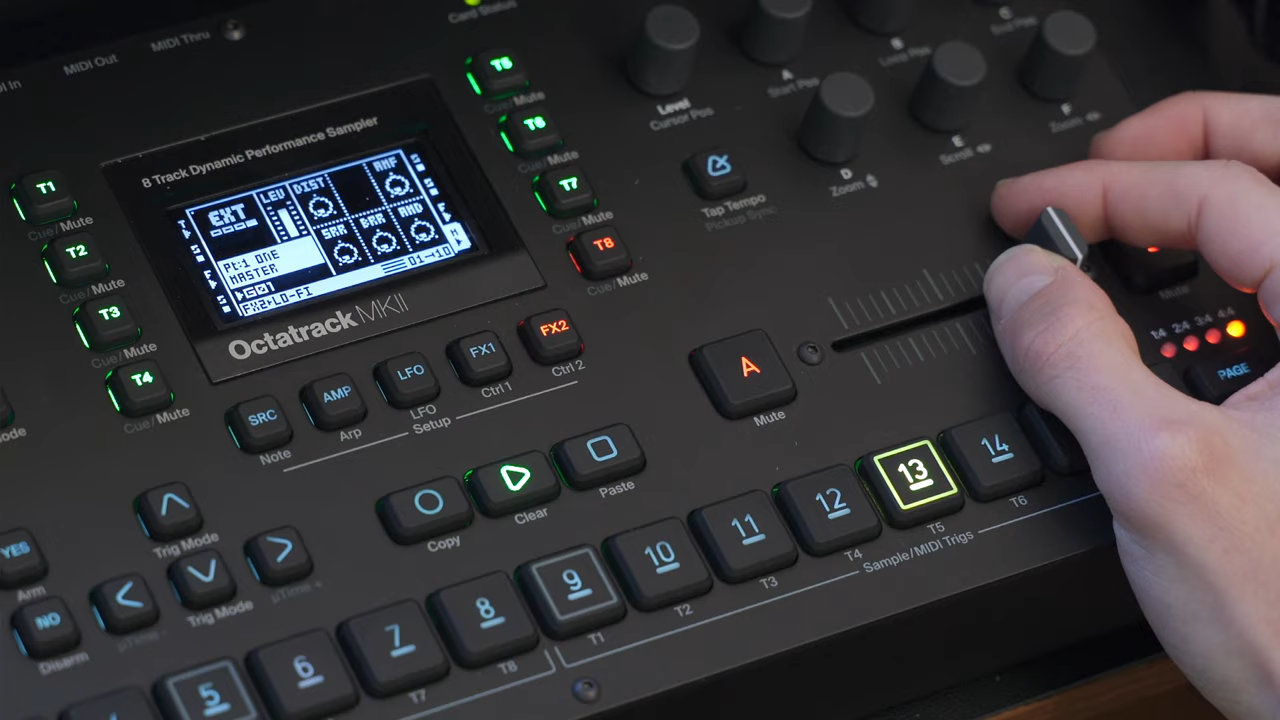 Card Status
MIDI Thru
MIDI Out
DI In
8 Track Dynamic Performance Sampler
EXT
LEV
DIST
AMF
SRR
BRR
AMD
Pt:1 ONE
MASTER
FX2▸LO-FI
Octatrack MKII
T1
Cue/Mute
T2
Cue/Mute
T3
Cue/Mute
T4
Cue/Mute
T5
Cue/Mute
T6
Cue/Mute
T7
Cue/Mute
T8
Cue/Mute
Level
Cursor Pos
A
Start Pos
B
Loop Pos
C
End Pos
D
Zoom
E
Scroll
F
Zoom
Tap Tempo
Pickup Sync
SRC
Note
AMP
Arp
LFO
LFO
Setup
FX1
Ctrl 1
FX2
Ctrl 2
A
Mute
Mute
1:4 2:4 3:4 4:4
PAGE
Copy
Clear
Paste
Trig Mode
Trig Mode
µTime -
µTime +
YES
Arm
NO
Disarm
5
6
7
8
9
10
11
12
13
14
T7
T8
T1
T2
T3
T4
T5
T6
Sample/MIDI Trigs